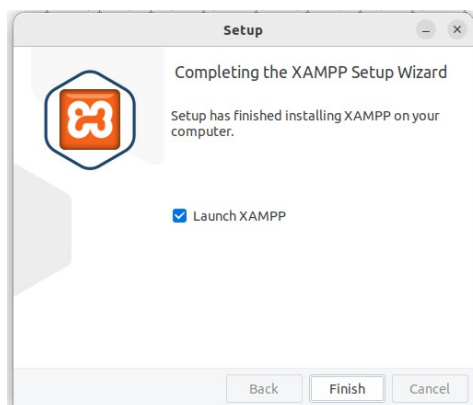 Setup
Completing the XAMPP Setup Wizard
Setup has finished installing XAMPP on your
computer.
Launch XAMPP
Back Finish Cancel